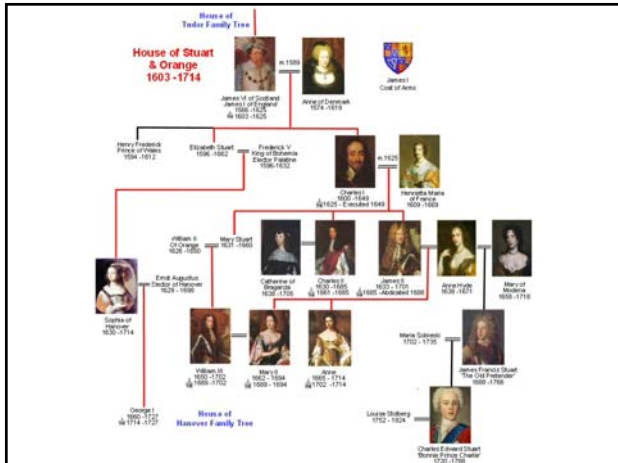 House of
Tudor Family Tree
House of Stuart
& Orange
1603 -1714
m.1589
James VI of Scotland
James I of England
1566 -1625
1603 -1625
Anne of Denmark
1574 -1619
James I
Coat of Arms
Henry Frederick
Prince of Wales
1594 -1612
Elizabeth Stuart
1596 -1662
Frederick V
King of Bohemia
Elector Palatine
1596-1632
m.1625
Charles I
1600 -1649
1625 - Executed 1649
Henrietta Maria
of France
1609 -1669
William II
Of Orange
1626 -1650
Mary Stuart
1631 -1660
Catherine of
Braganza
1638 -1705
Charles II
1630 -1685
1661 -1685
James II
1633 - 1701
1685 -Abdicated 1688
Anne Hyde
1638 -1671
Mary of
Modena
1658 -1718
Ernst Augustus
Elector of Hanover
1629 - 1698
Sophia of
Hanover
1630 -1714
William III
1650 -1702
1689 -1702
Mary II
1662 - 1694
1689 - 1694
Anne
1665 - 1714
1702 -1714
Maria Sobieski
1702 - 1735
James Francis Stuart
'The Old Pretender'
1688 -1766
George I
1660 -1727
1714 -1727
House of
Hanover Family Tree
Louise Stolberg
1752 - 1824
Charles Edward Stuart
'Bonnie Prince Charlie'
1720 -1788